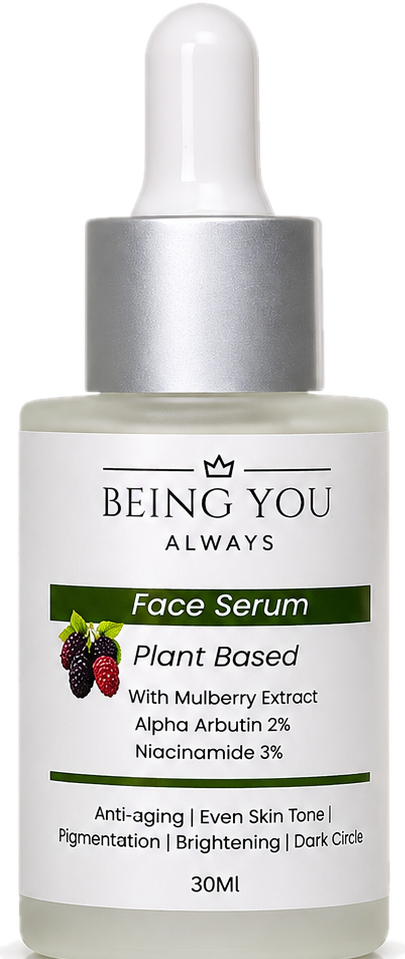 BEING YOU
ALWAYS
Face Serum
Plant Based
With Mulberry Extract
Alpha Arbutin 2%
Niacinamide 3%
Anti-aging | Even Skin Tone |
Pigmentation | Brightening | Dark Circle
30Ml